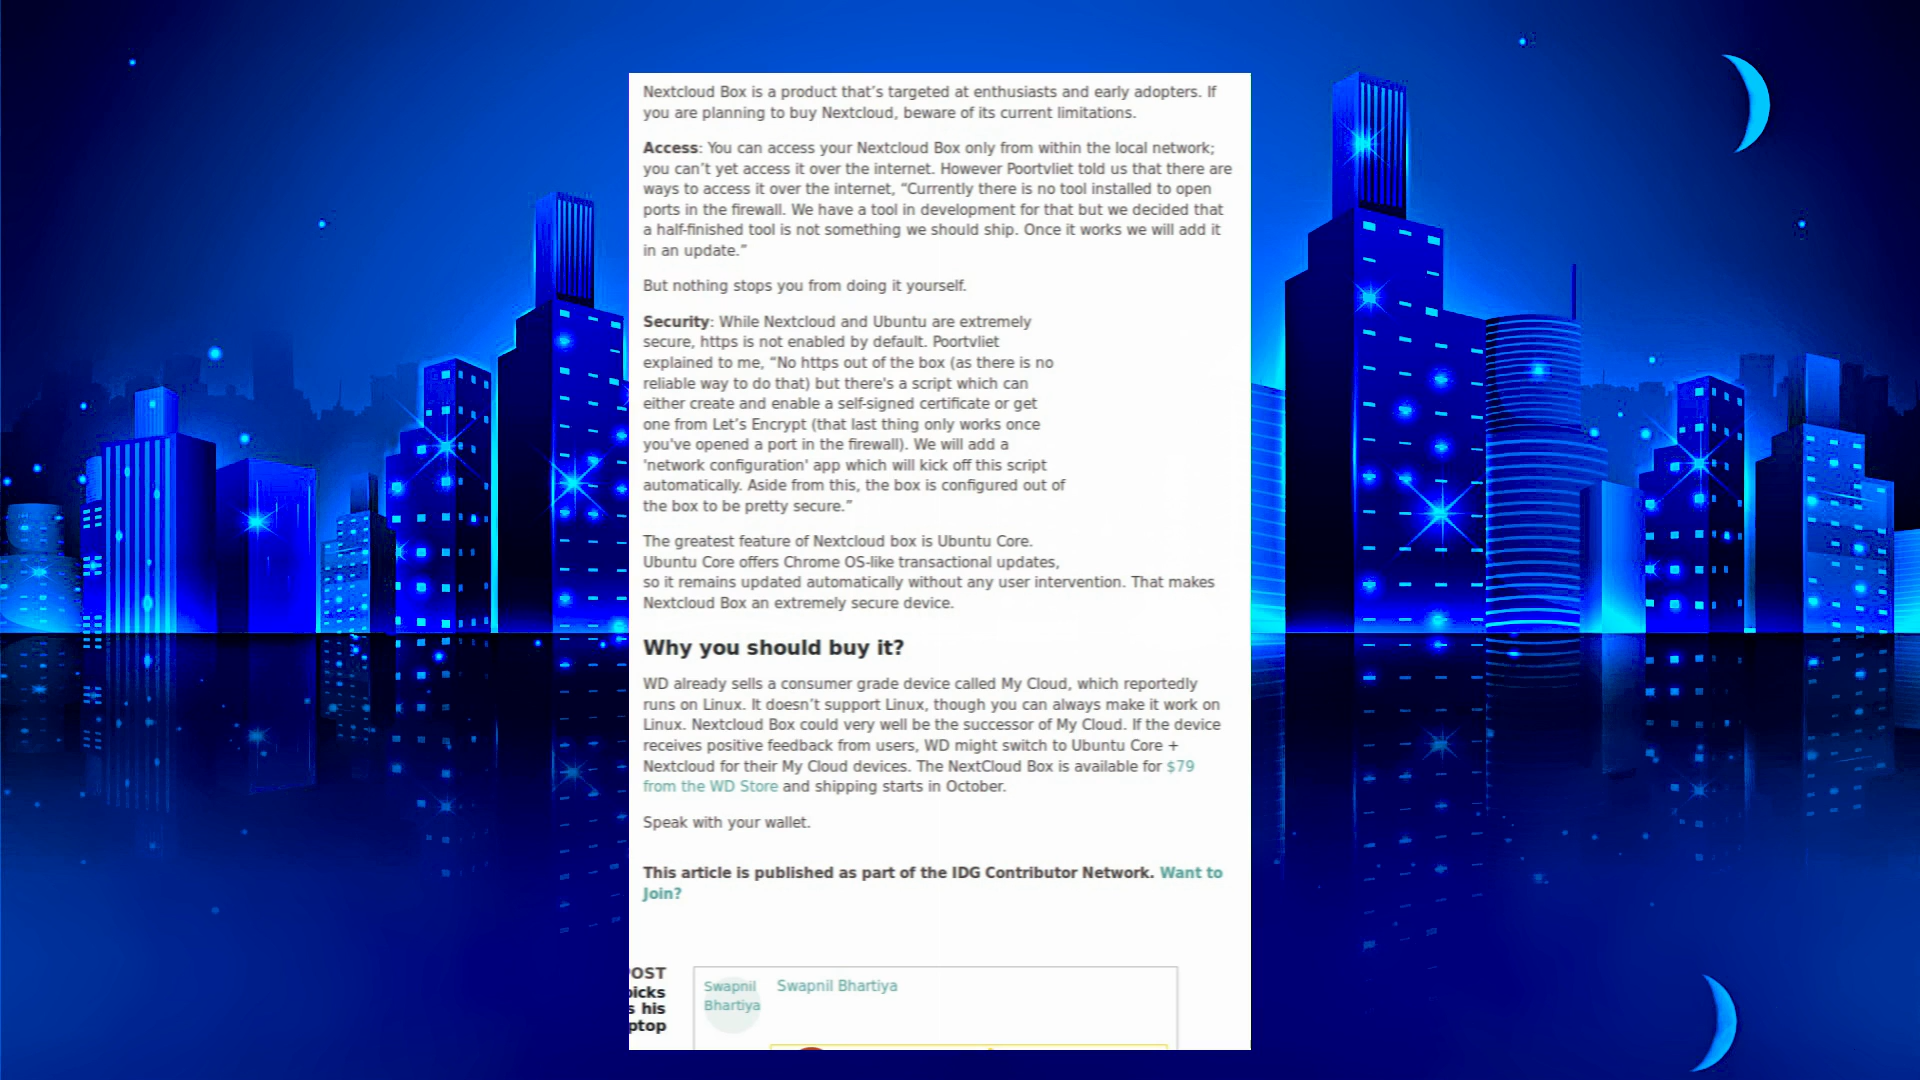 Nextcloud Box is a product that’s targeted at enthusiasts and early adopters. If
you are planning to buy Nextcloud, beware of its current limitations.
Access: You can access your Nextcloud Box only from within the local network;
you can’t yet access it over the internet. However Poortvliet told us that there are
ways to access it over the internet, “Currently there is no tool installed to open
ports in the firewall. We have a tool in development for that but we decided that
a half-finished tool is not something we should ship. Once it works we will add it
in an update.”
But nothing stops you from doing it yourself.
Security: While Nextcloud and Ubuntu are extremely
secure, https is not enabled by default. Poortvliet
explained to me, “No https out of the box (as there is no
reliable way to do that) but there's a script which can
either create and enable a self-signed certificate or get
one from Let’s Encrypt (that last thing only works once
you've opened a port in the firewall). We will add a
'network configuration' app which will kick off this script
automatically. Aside from this, the box is configured out of
the box to be pretty secure.”
The greatest feature of Nextcloud box is Ubuntu Core.
Ubuntu Core offers Chrome OS-like transactional updates,
so it remains updated automatically without any user intervention. That makes
Nextcloud Box an extremely secure device.
Why you should buy it?
WD already sells a consumer grade device called My Cloud, which reportedly
runs on Linux. It doesn’t support Linux, though you can always make it work on
Linux. Nextcloud Box could very well be the successor of My Cloud. If the device
receives positive feedback from users, WD might switch to Ubuntu Core +
Nextcloud for their My Cloud devices. The NextCloud Box is available for $79
from the WD Store and shipping starts in October.
Speak with your wallet.
This article is published as part of the IDG Contributor Network. Want to
Join?
OST
picks
s his
ptop
Swapnil
Bhartiya
Swapnil Bhartiya